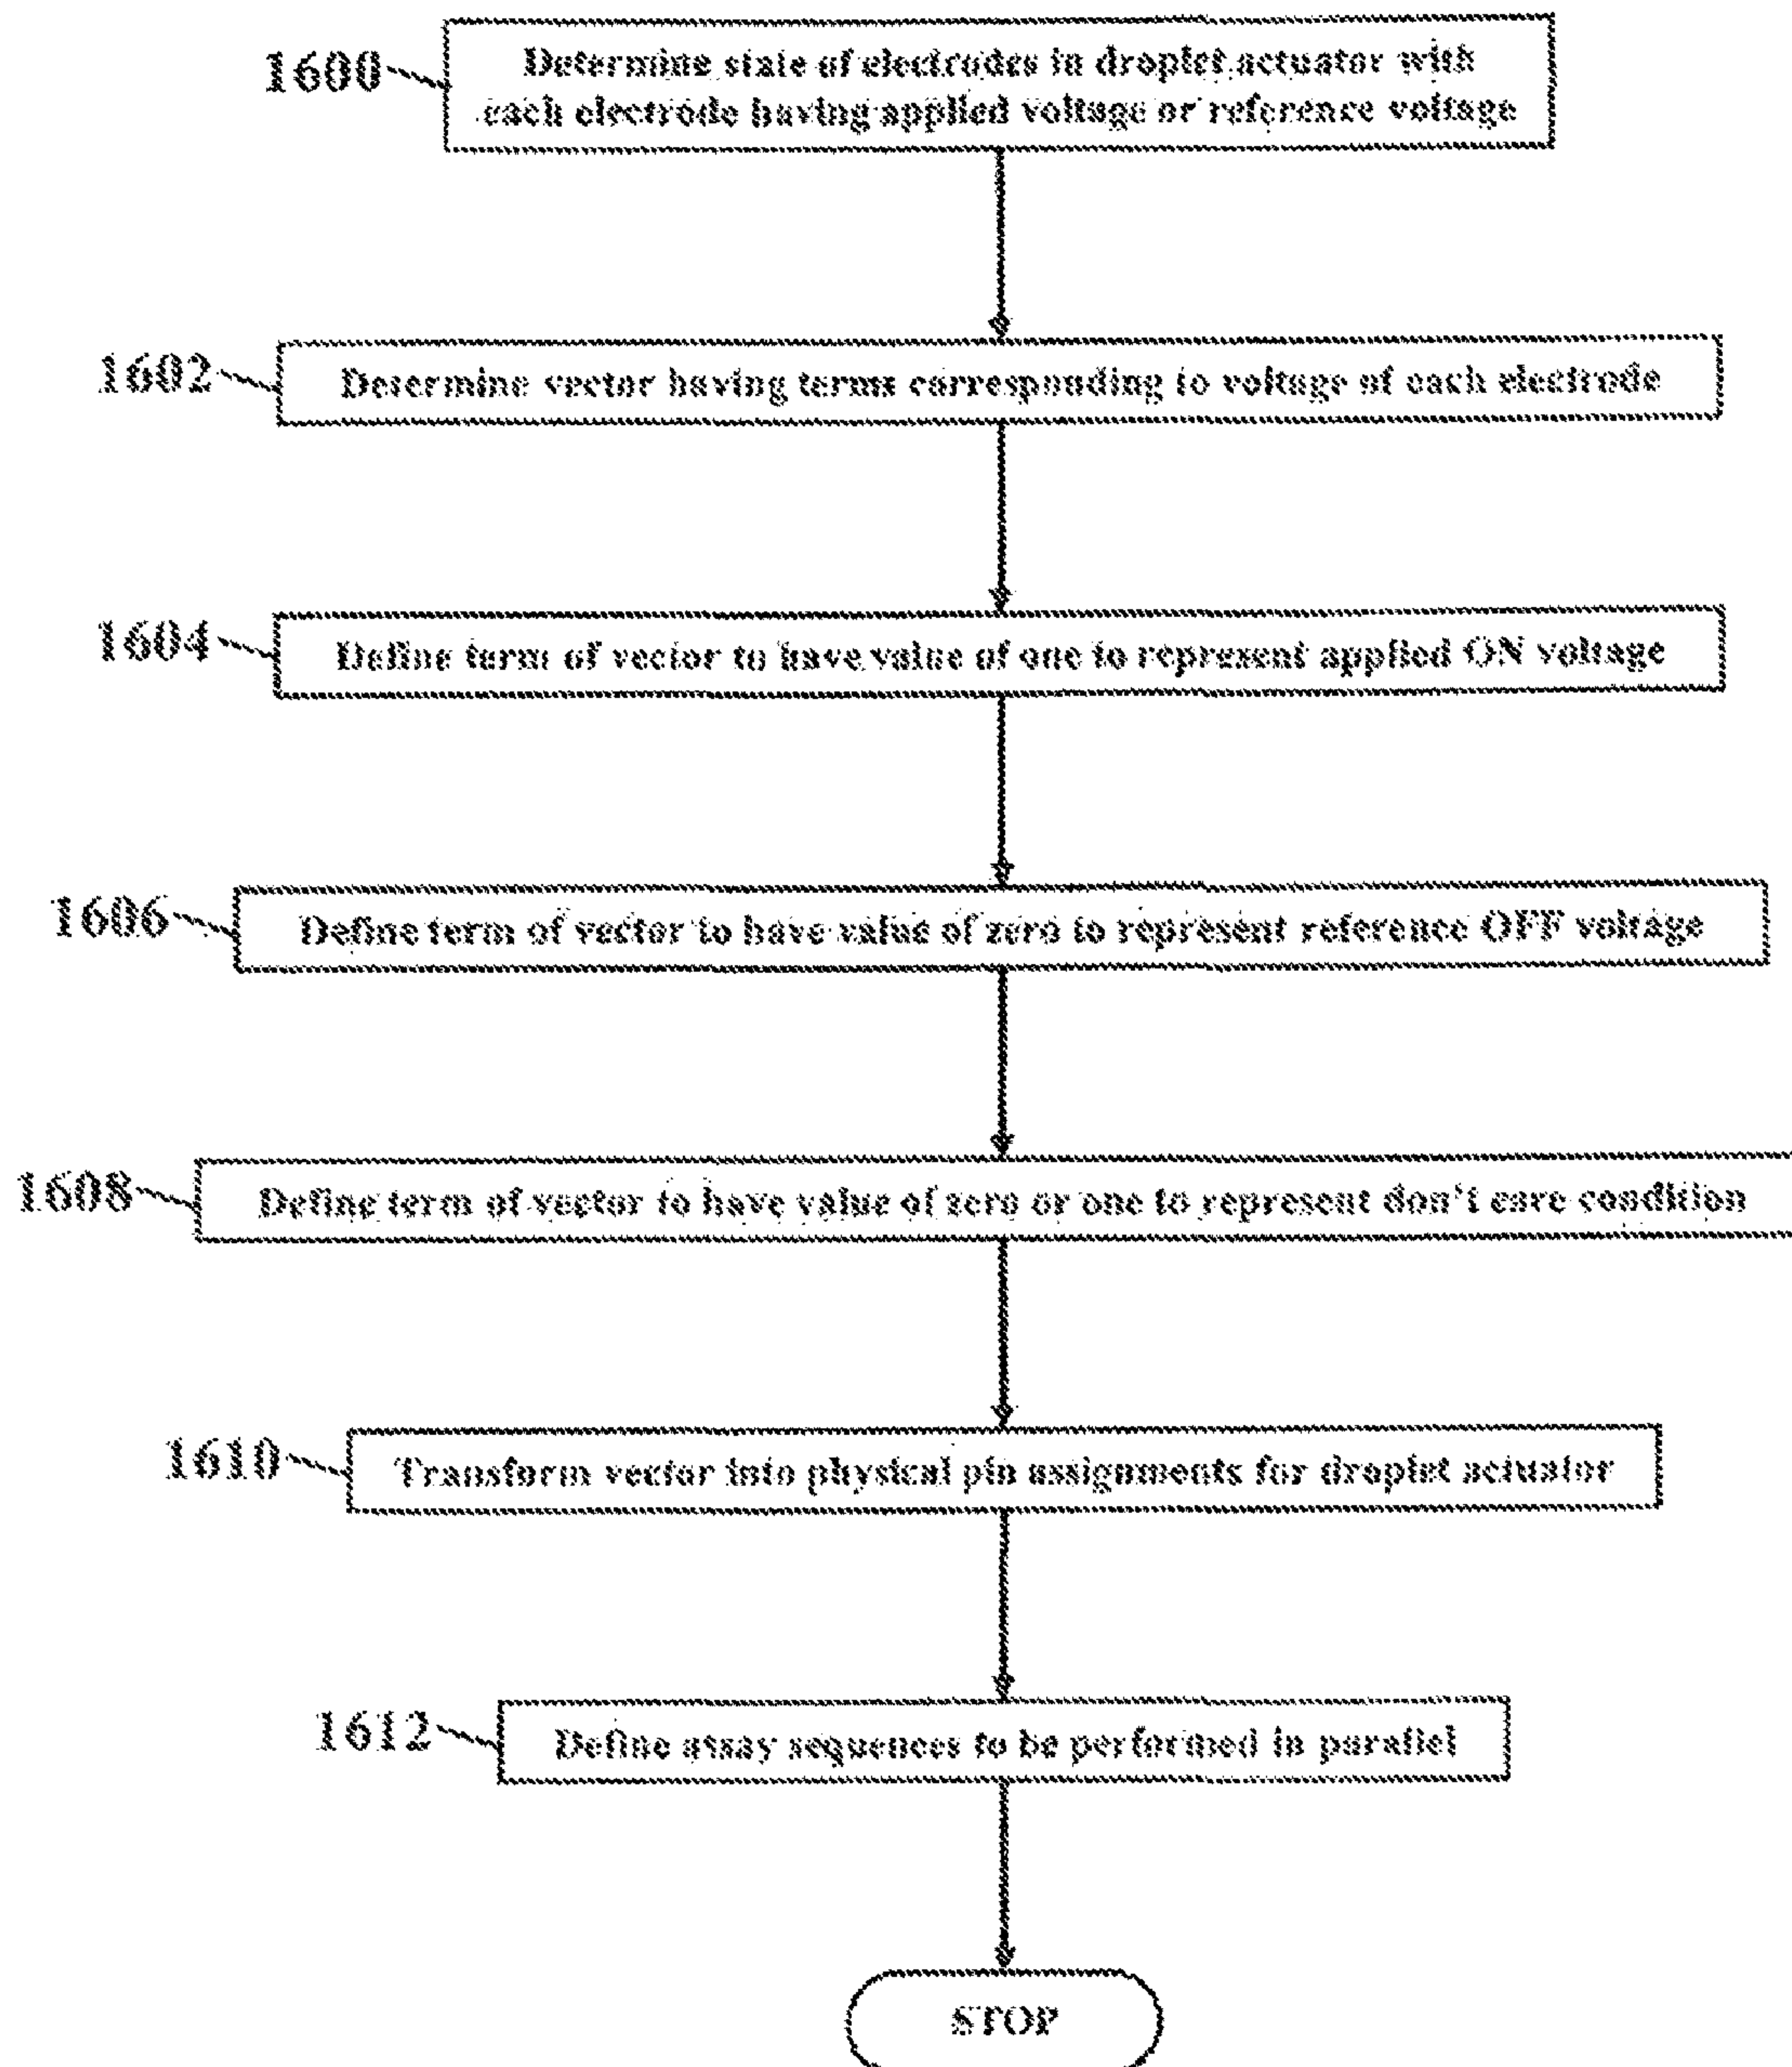 1600
Determine state of electrodes in droplet actuator with
each electrode having applied voltage or reference voltage
1602
Determine vector having terms corresponding to voltage of each electrode
1604
Define term of vector to have value of one to represent applied ON voltage
1606
Define term of vector to have value of zero to represent reference OFF voltage
1608
Define term of vector to have value of zero or one to represent don't care condition
1610
Transform vector into physical pin assignments for droplet actuator
1612
Define assay sequences to be performed in parallel
STOP